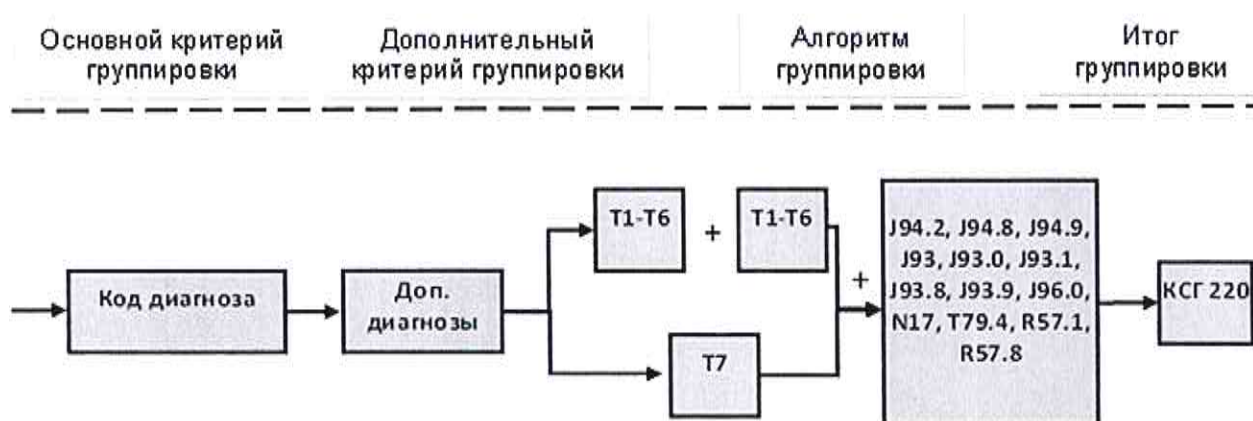 Основной критерий
группировки
Дополнительный
критерий группировки
Алгоритм
группировки
Итог
группировки
Код диагноза
Доп.
диагнозы
T1-T6
+
T1-T6
T7
+
J94.2, J94.8, J94.9,
J93, J93.0, J93.1,
J93.8, J93.9, J96.0,
N17, T79.4, R57.1,
R57.8
КСГ 220